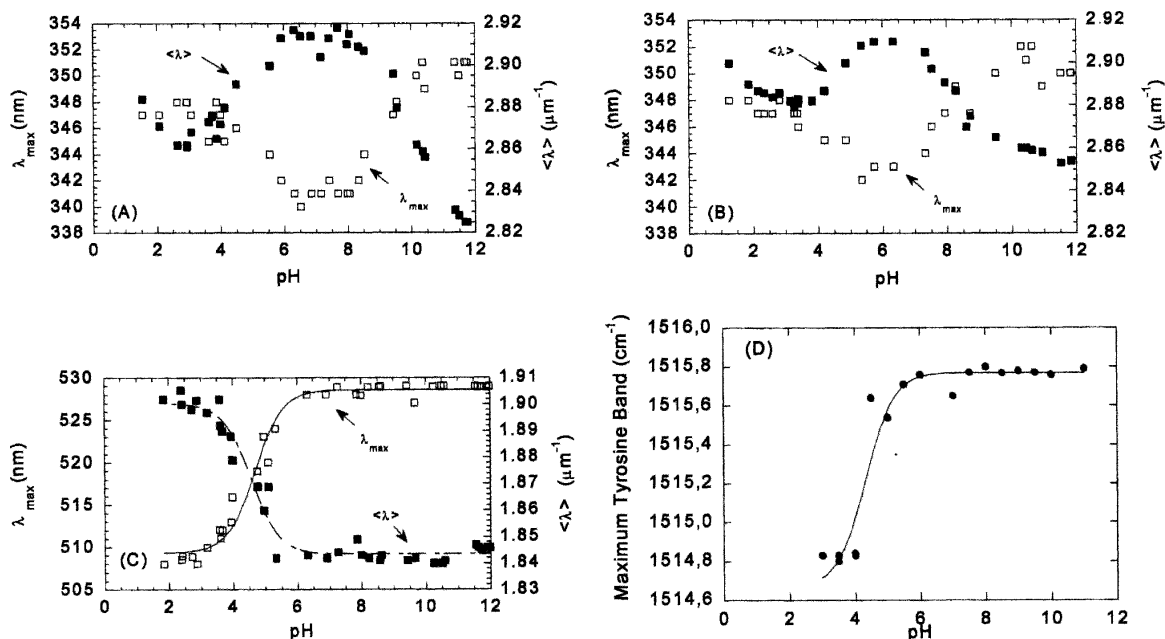 354
352
350
348
346
344
342
340
338
λmax (nm)
<λ>
λmax
(A)
2.92
2.90
2.88
2.86
2.84
2.82
<λ> (μm⁻¹)
0 2 4 6 8 10 12
pH
354
352
350
348
346
344
342
340
338
λmax (nm)
<λ>
λmax
(B)
2.92
2.90
2.88
2.86
2.84
2.82
<λ> (μm⁻¹)
0 2 4 6 8 10 12
pH
530
525
520
515
510
505
λmax (nm)
λmax
<λ>
(C)
1.91
1.90
1.89
1.88
1.87
1.86
1.85
1.84
1.83
<λ> (μm⁻¹)
0 2 4 6 8 10 12
pH
Maximum Tyrosine Band (cm⁻¹)
1516,0
1515,8
1515,6
1515,4
1515,2
1515,0
1514,8
1514,6
(D)
0 2 4 6 8 10 12
pH